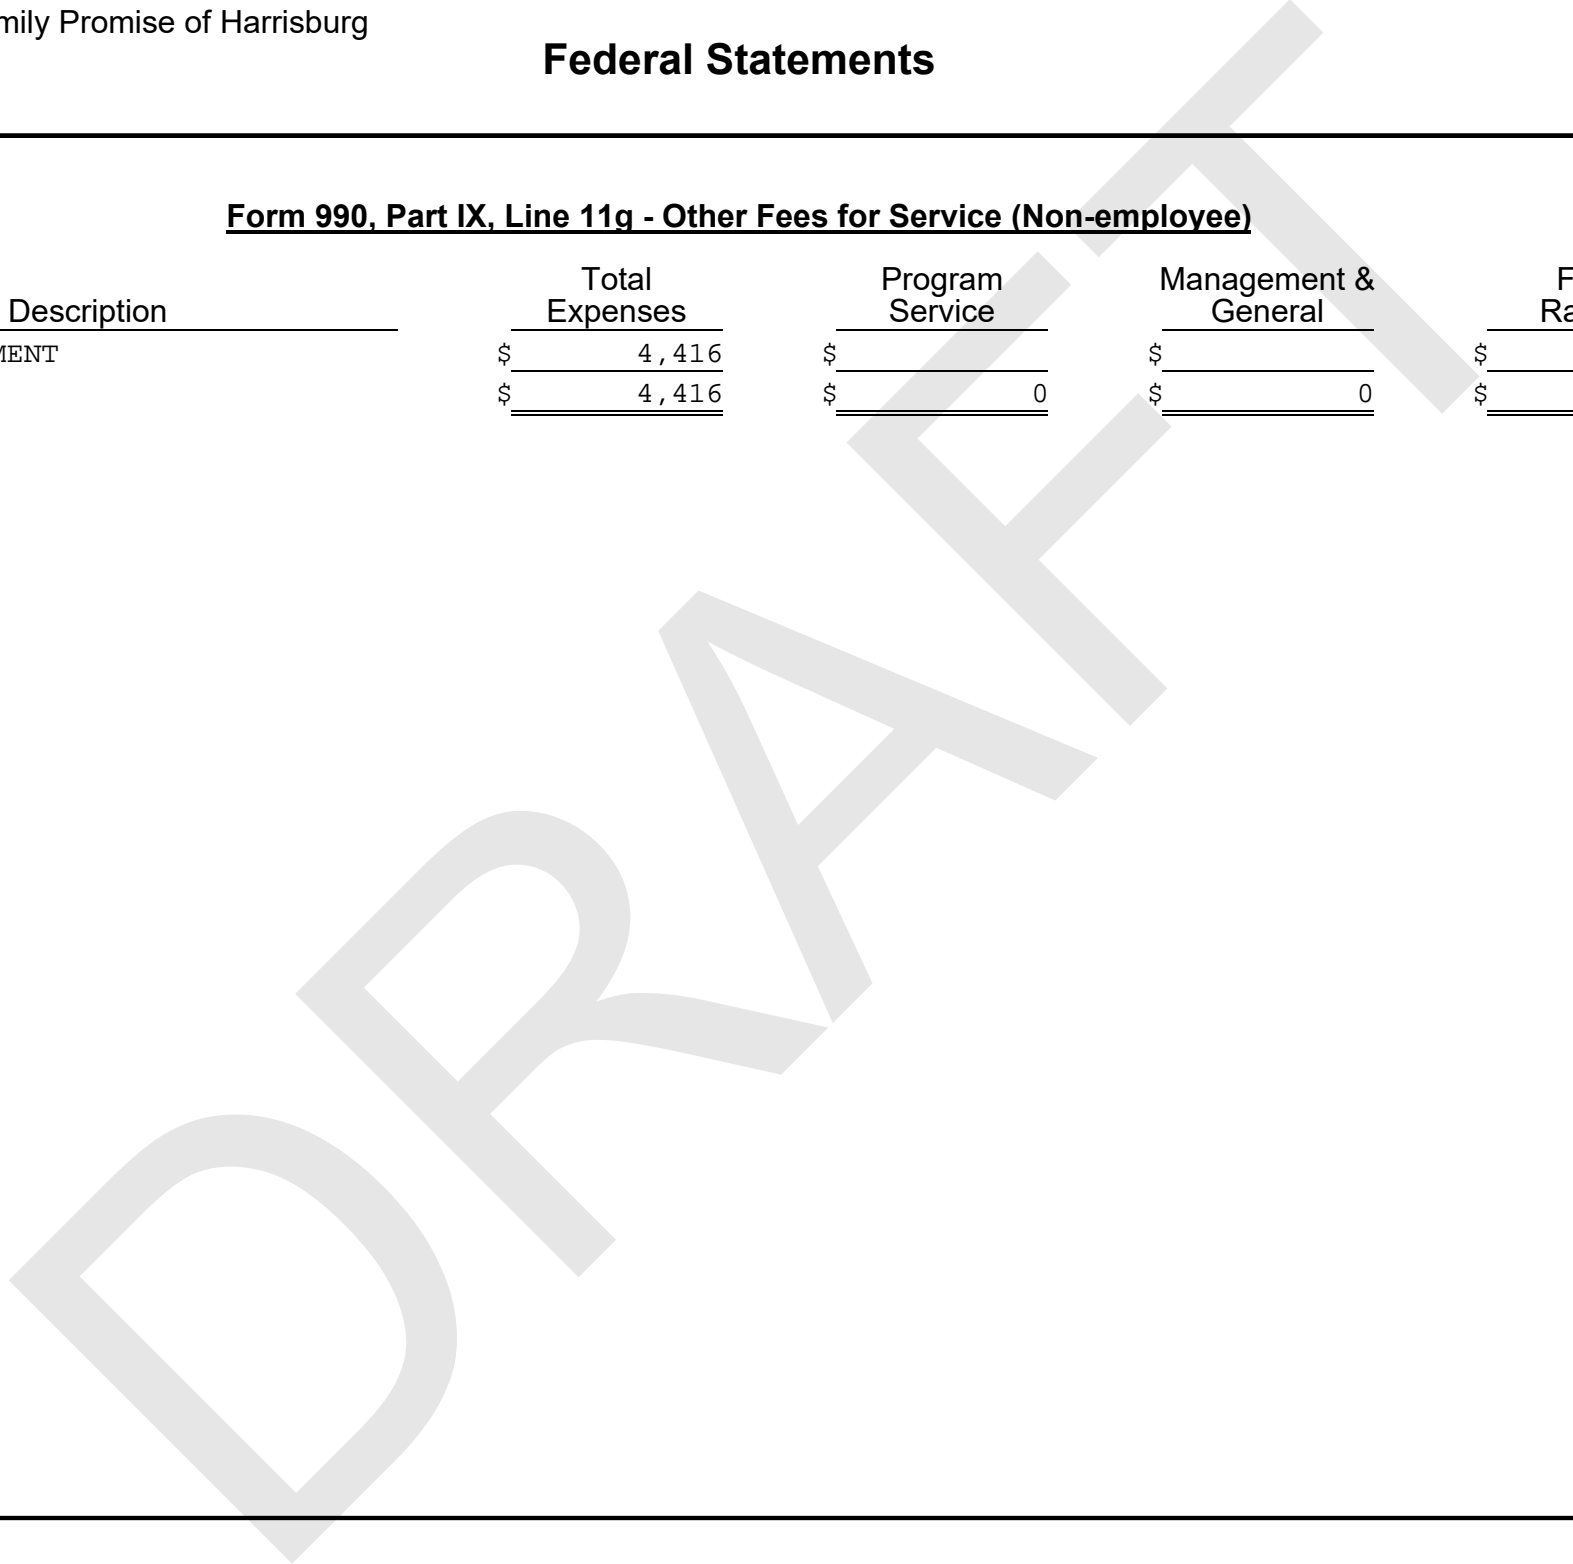 mily Promise of Harrisburg
Federal Statements
Form 990, Part IX, Line 11g - Other Fees for Service (Non-employee)
Total Program Management & F
Description Expenses Service General Ra
MENT $ 4,416 $ $ $
$ 4,416 $ 0 $ 0 $
DRAFT